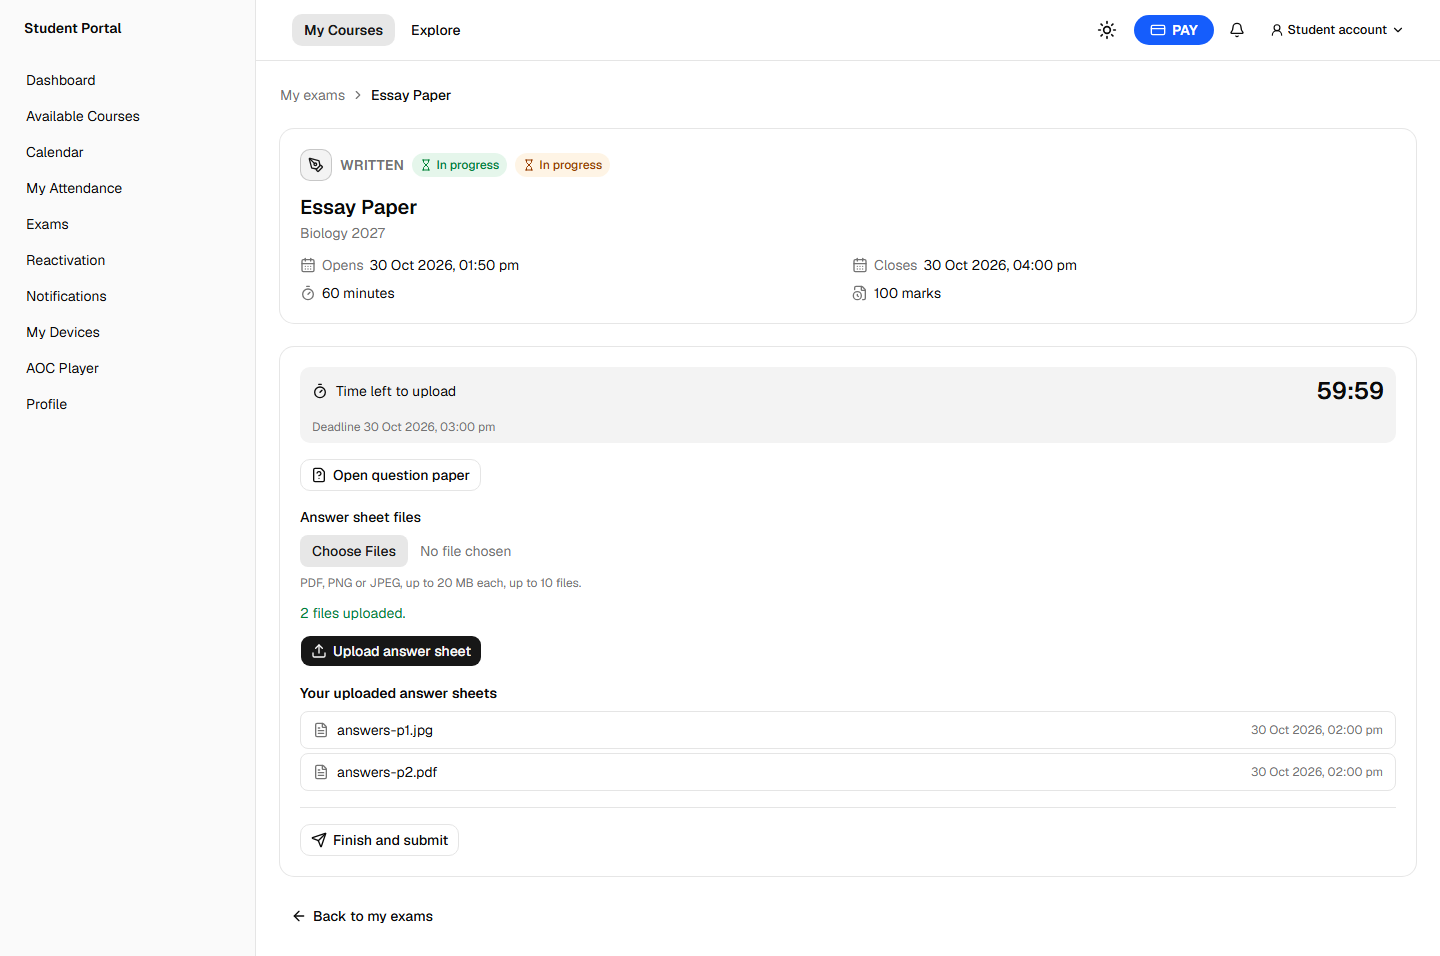 Student Portal
My Courses
Explore
PAY
Student account
Dashboard
Available Courses
Calendar
My Attendance
Exams
Reactivation
Notifications
My Devices
AOC Player
Profile
My exams > Essay Paper
WRITTEN
In progress
In progress
Essay Paper
Biology 2027
Opens 30 Oct 2026, 01:50 pm
Closes 30 Oct 2026, 04:00 pm
60 minutes
100 marks
Time left to upload
59:59
Deadline 30 Oct 2026, 03:00 pm
Open question paper
Answer sheet files
Choose Files No file chosen
PDF, PNG or JPEG, up to 20 MB each, up to 10 files.
2 files uploaded.
Upload answer sheet
Your uploaded answer sheets
answers-p1.jpg 30 Oct 2026, 02:00 pm
answers-p2.pdf 30 Oct 2026, 02:00 pm
Finish and submit
Back to my exams